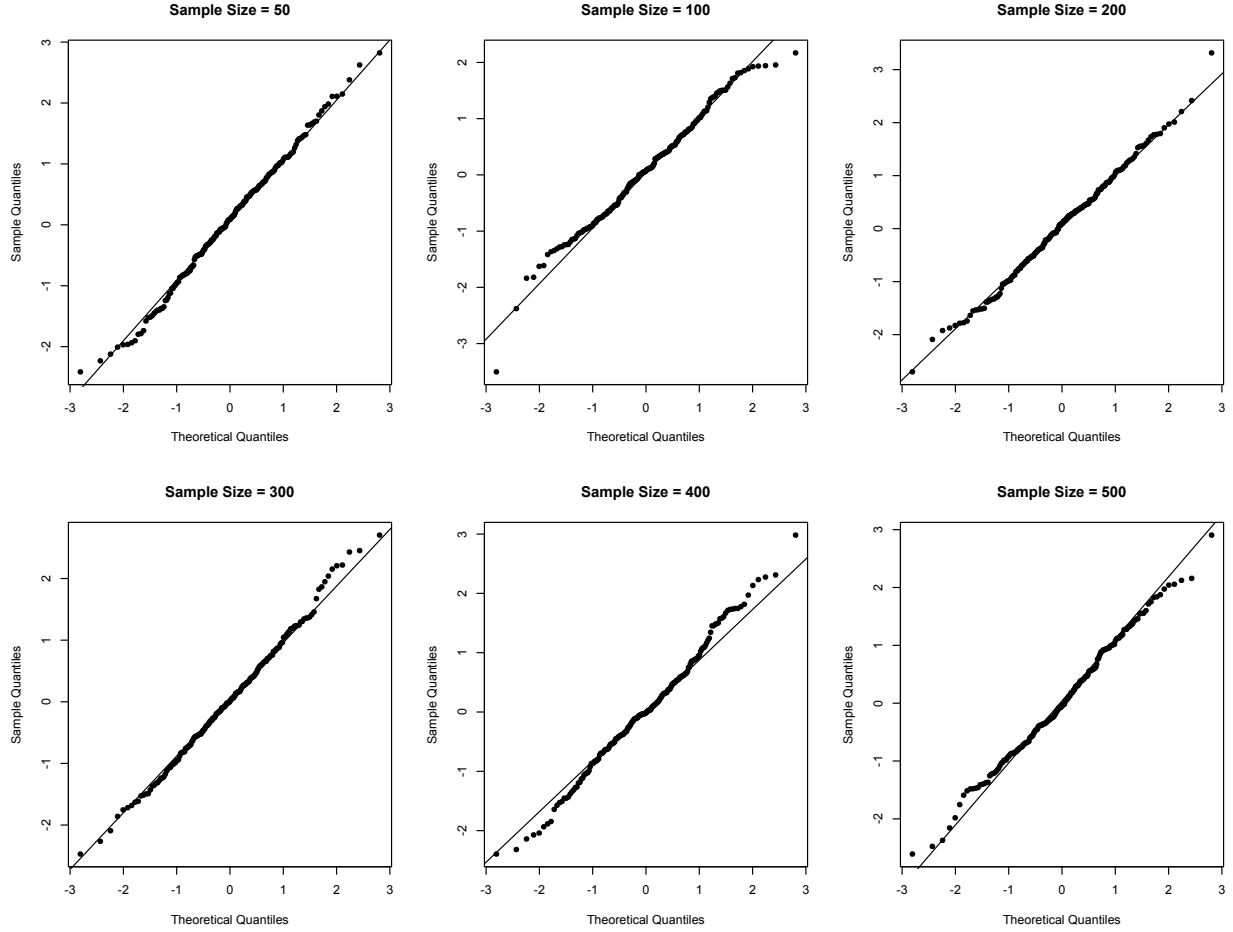 Sample Size = 50
Sample Size = 100
Sample Size = 200
3
2
1
0
-1
-2
Sample Quantiles
-3 -2 -1 0 1 2 3
Theoretical Quantiles
2
1
0
-1
-2
-3
Sample Quantiles
-3 -2 -1 0 1 2 3
Theoretical Quantiles
3
2
1
0
-1
-2
Sample Quantiles
-3 -2 -1 0 1 2 3
Theoretical Quantiles
Sample Size = 300
Sample Size = 400
Sample Size = 500
2
1
0
-1
-2
Sample Quantiles
-3 -2 -1 0 1 2 3
Theoretical Quantiles
3
2
1
0
-1
-2
Sample Quantiles
-3 -2 -1 0 1 2 3
Theoretical Quantiles
3
2
1
0
-1
-2
Sample Quantiles
-3 -2 -1 0 1 2 3
Theoretical Quantiles